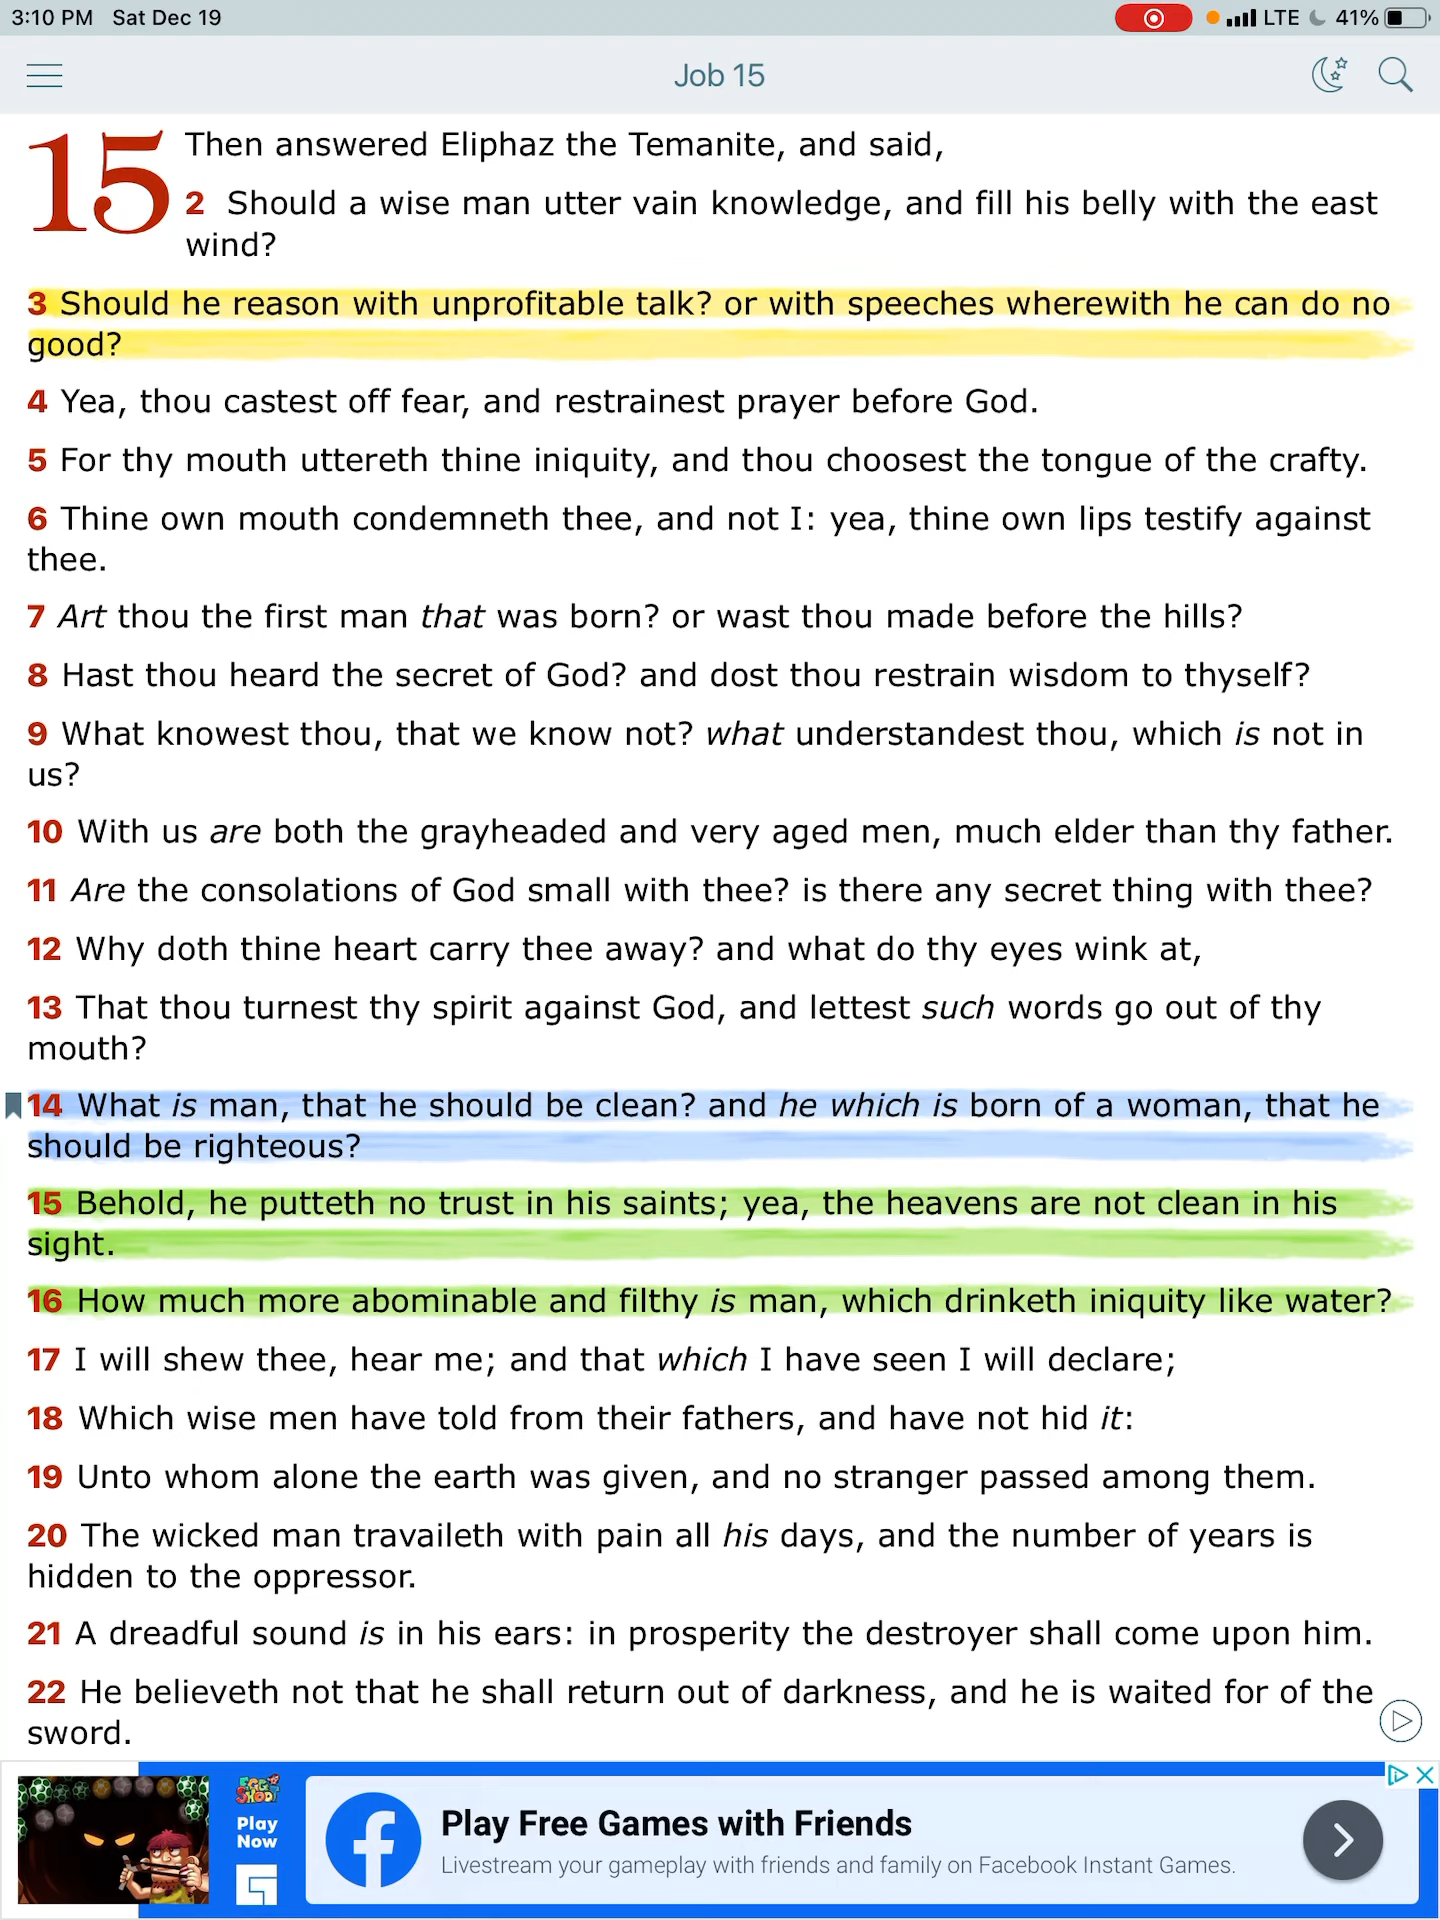 3:10 PM Sat Dec 19 LTE 41%
Job 15
15 Then answered Eliphaz the Temanite, and said,
2 Should a wise man utter vain knowledge, and fill his belly with the east
wind?
3 Should he reason with unprofitable talk? or with speeches wherewith he can do no
good?
4 Yea, thou castest off fear, and restrainest prayer before God.
5 For thy mouth uttereth thine iniquity, and thou choosest the tongue of the crafty.
6 Thine own mouth condemneth thee, and not I: yea, thine own lips testify against
thee.
7 Art thou the first man that was born? or wast thou made before the hills?
8 Hast thou heard the secret of God? and dost thou restrain wisdom to thyself?
9 What knowest thou, that we know not? what understandest thou, which is not in
us?
10 With us are both the grayheaded and very aged men, much elder than thy father.
11 Are the consolations of God small with thee? is there any secret thing with thee?
12 Why doth thine heart carry thee away? and what do thy eyes wink at,
13 That thou turnest thy spirit against God, and lettest such words go out of thy
mouth?
14 What is man, that he should be clean? and he which is born of a woman, that he
should be righteous?
15 Behold, he putteth no trust in his saints; yea, the heavens are not clean in his
sight.
16 How much more abominable and filthy is man, which drinketh iniquity like water?
17 I will shew thee, hear me; and that which I have seen I will declare;
18 Which wise men have told from their fathers, and have not hid it:
19 Unto whom alone the earth was given, and no stranger passed among them.
20 The wicked man travaileth with pain all his days, and the number of years is
hidden to the oppressor.
21 A dreadful sound is in his ears: in prosperity the destroyer shall come upon him.
22 He believeth not that he shall return out of darkness, and he is waited for of the
sword.
EGG SHOOT
Play
Now
Play Free Games with Friends
Livestream your gameplay with friends and family on Facebook Instant Games.